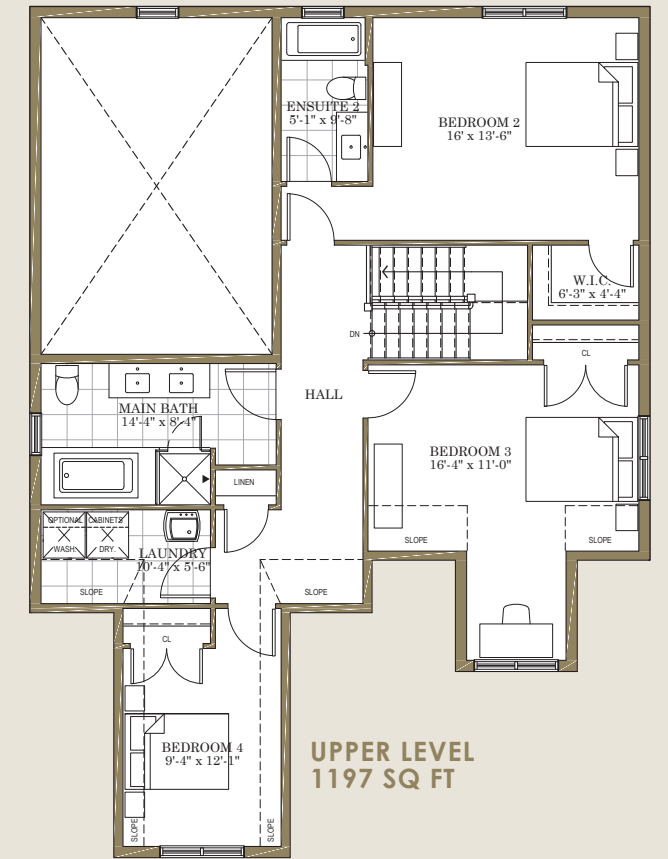 ENSUITE 2
5'-1" x 9'-8"
BEDROOM 2
16' x 13'-6"
W.I.C.
6'-3" x 4'-4"
DN
CL
HALL
MAIN BATH
14'-4" x 8'-4"
BEDROOM 3
16'-4" x 11'-0"
LINEN
OPTIONAL CABINETS
WASH. DRY.
LAUNDRY
10'-4" x 5'-6"
SLOPE
SLOPE
SLOPE
SLOPE
CL
BEDROOM 4
9'-4" x 12'-1"
SLOPE
SLOPE
UPPER LEVEL
1197 SQ FT